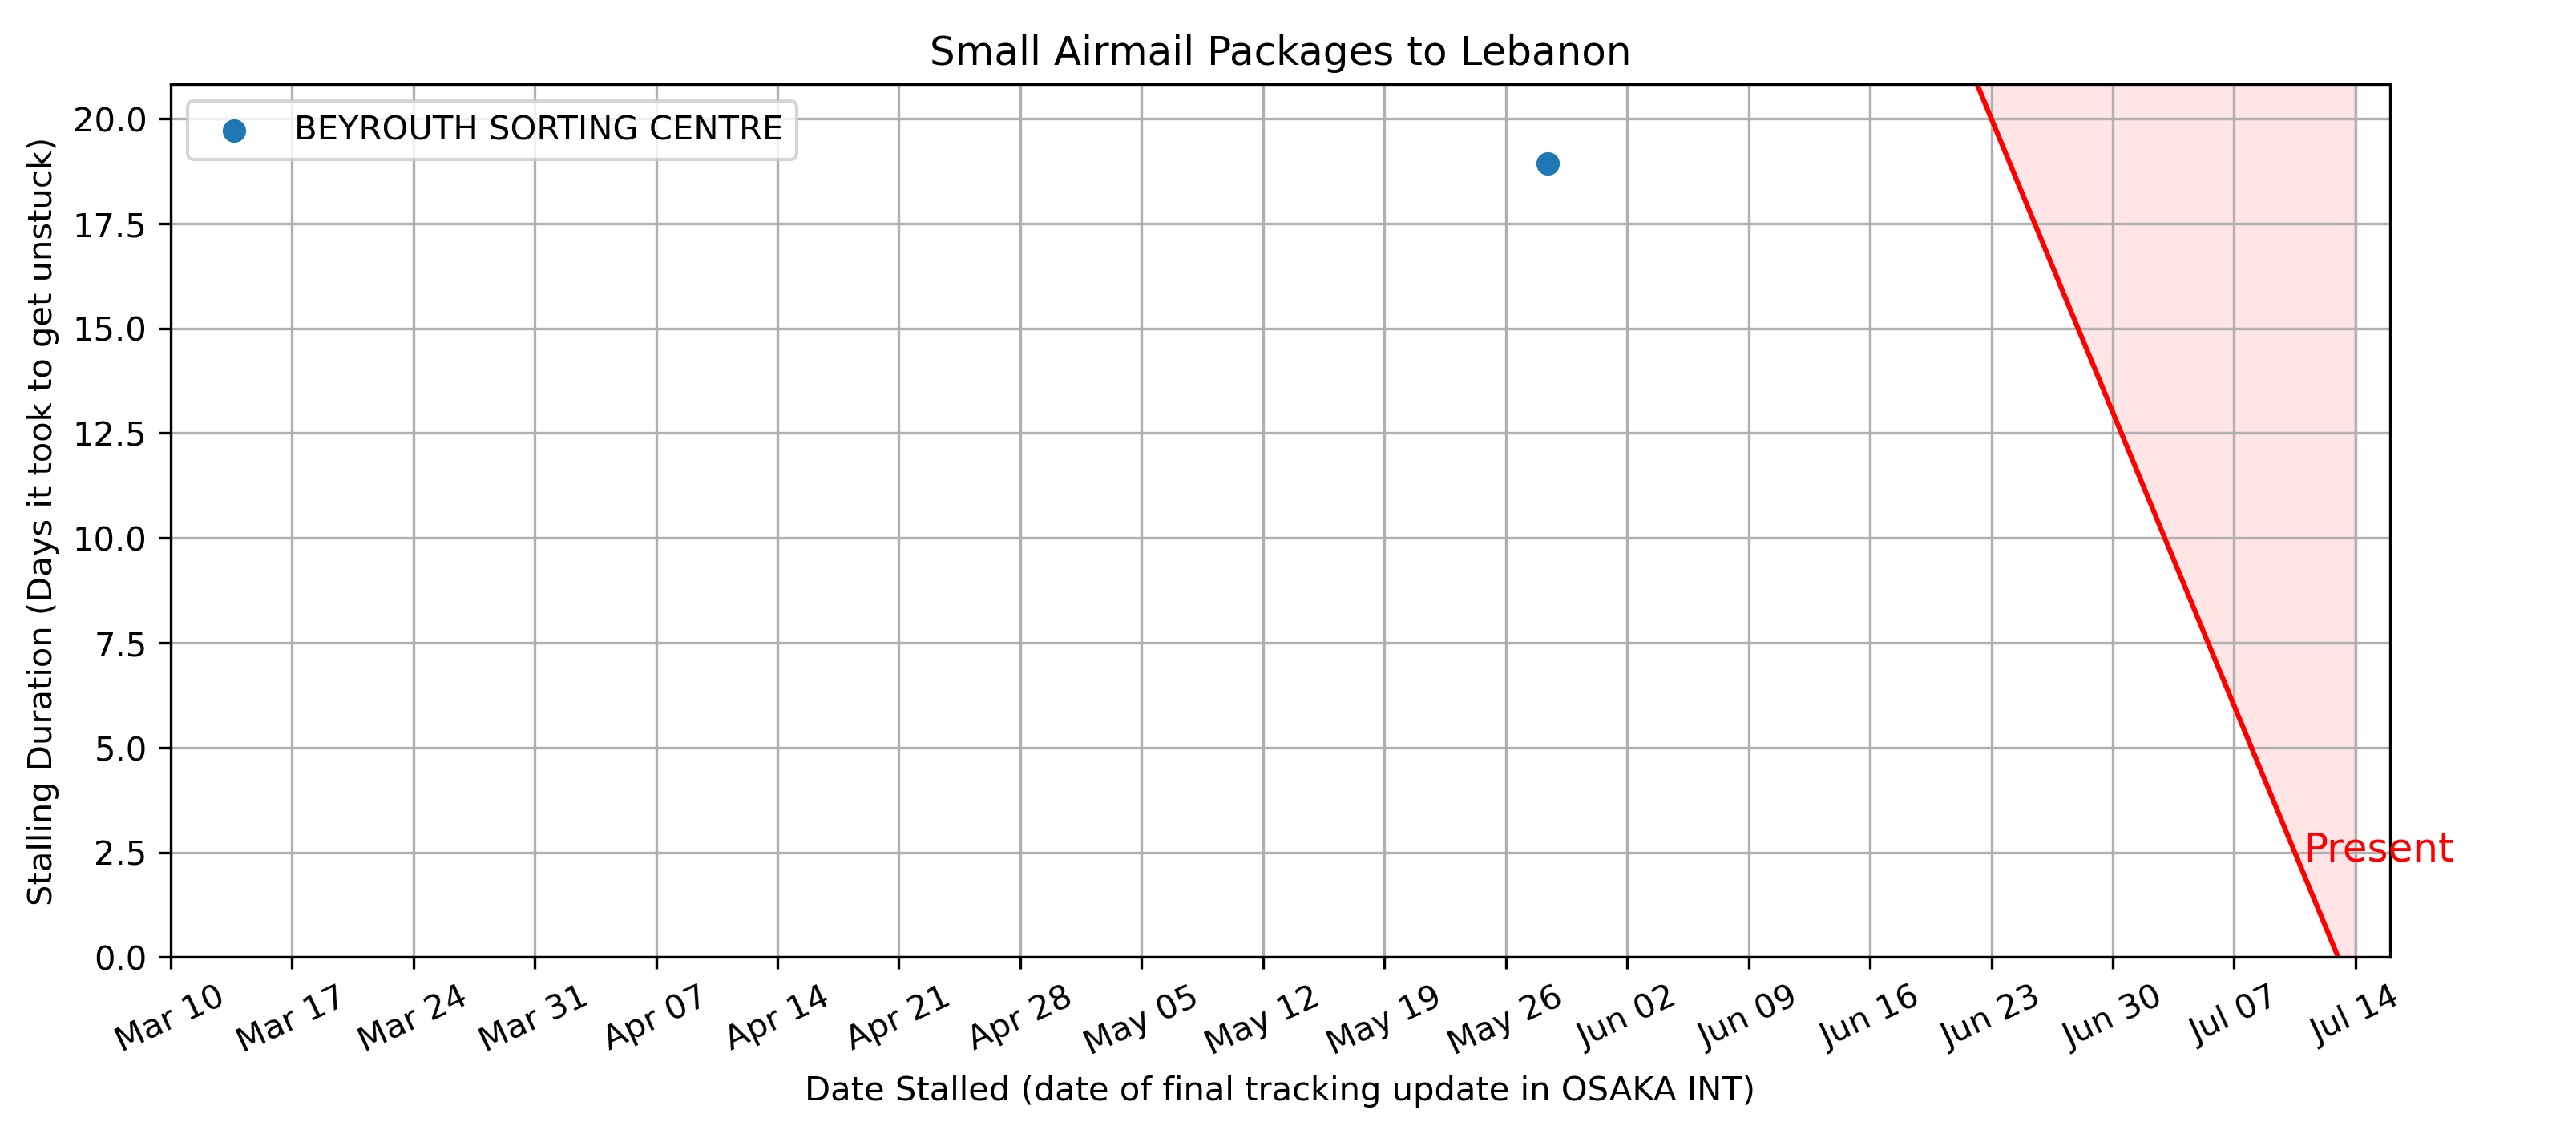 Small Airmail Packages to Lebanon
BEYROUTH SORTING CENTRE
Stalling Duration (Days it took to get unstuck)
20.0
17.5
15.0
12.5
10.0
7.5
5.0
2.5
0.0
Present
Mar 10
Mar 17
Mar 24
Mar 31
Apr 07
Apr 14
Apr 21
Apr 28
May 05
May 12
May 19
May 26
Jun 02
Jun 09
Jun 16
Jun 23
Jun 30
Jul 07
Jul 14
Date Stalled (date of final tracking update in OSAKA INT)